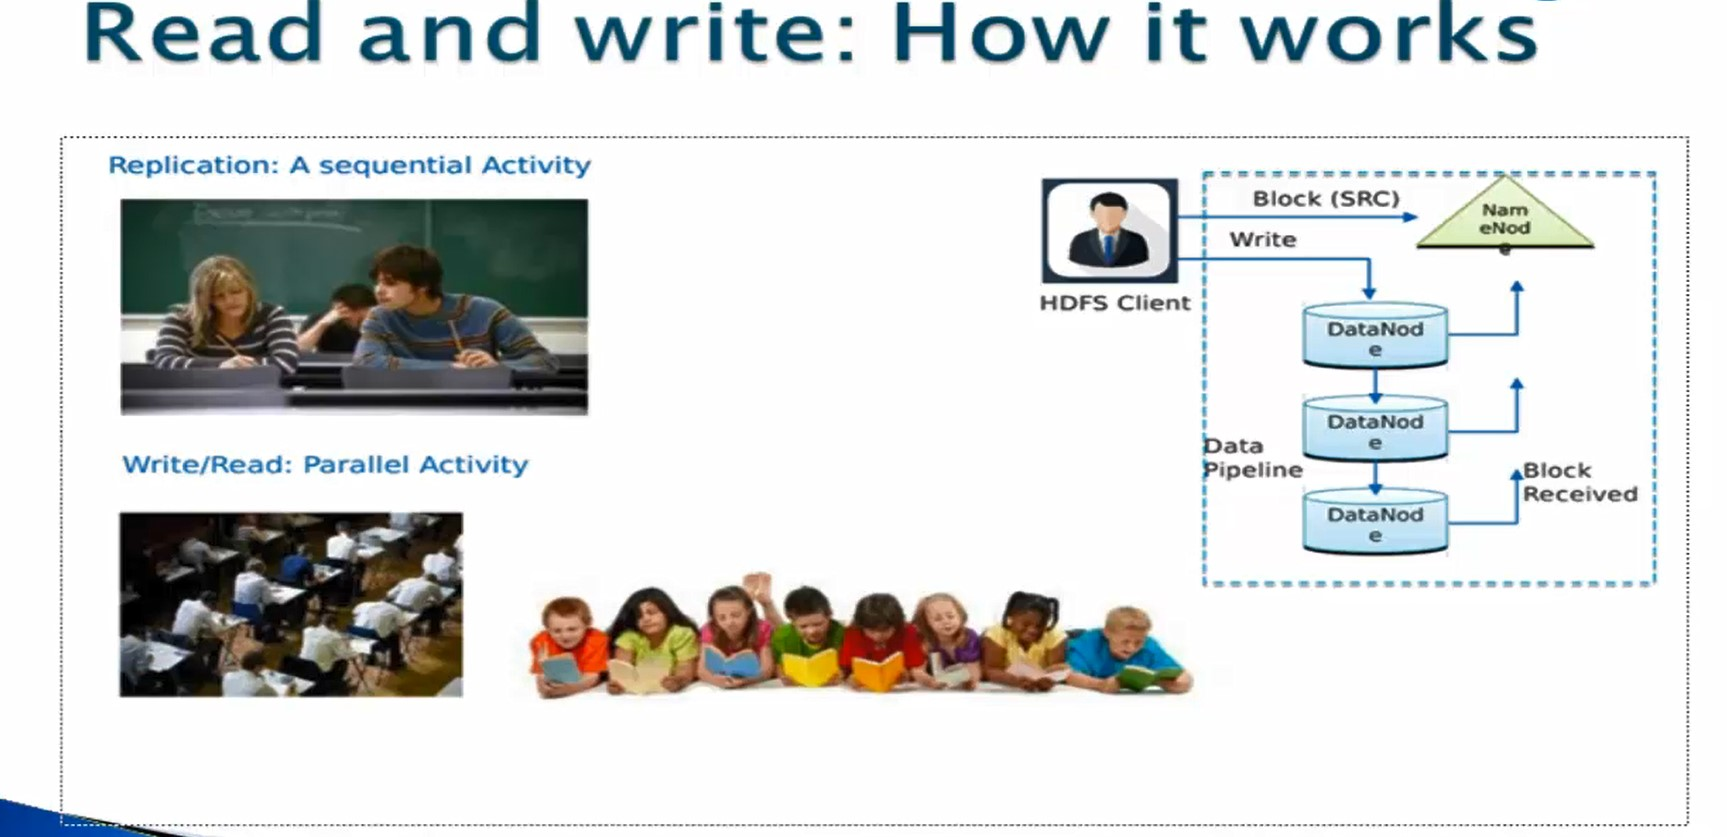 Read and write: How it works
Replication: A sequential Activity
Write/Read: Parallel Activity
Block (SRC)
Write
HDFS Client
Nam
eNod
e
DataNod
e
DataNod
e
Data
Pipeline
Block
Received
DataNod
e